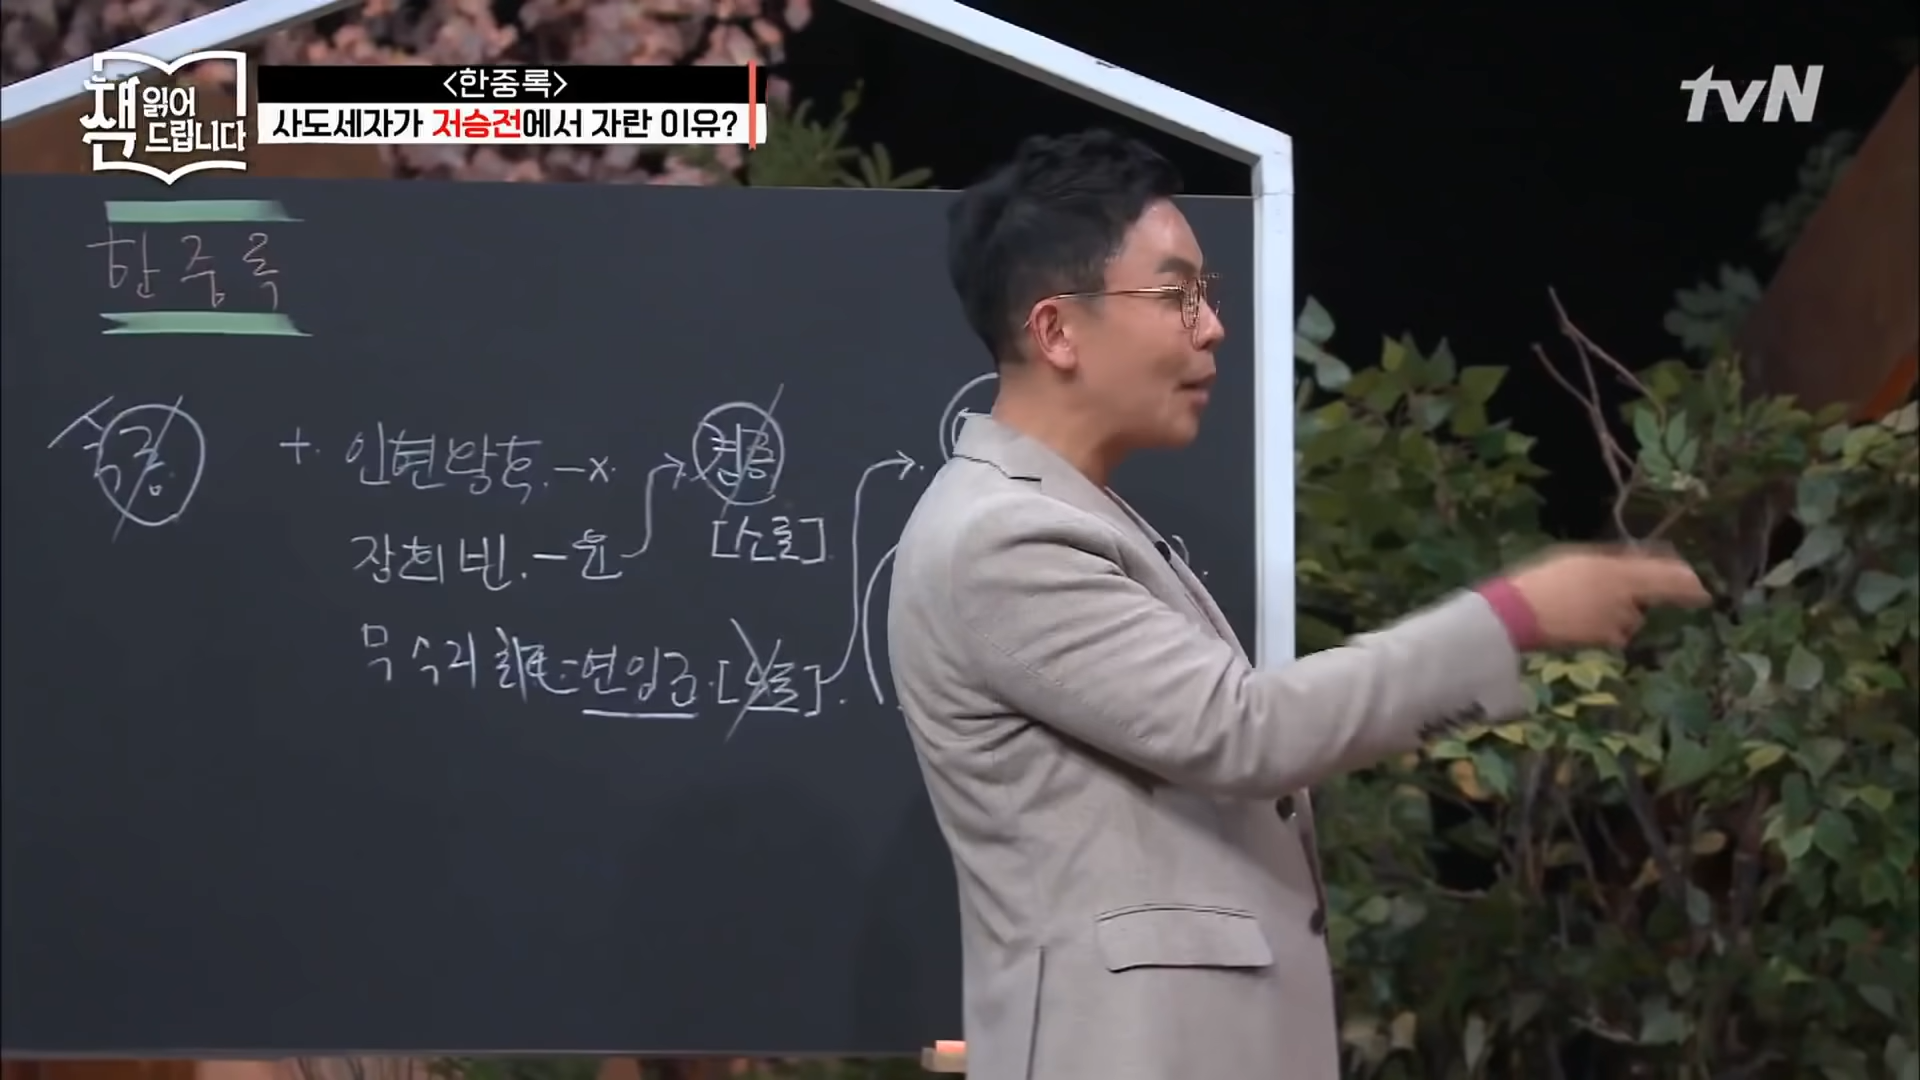 책 읽어 드립니다
<한중록>
사도세자가 저승전에서 자란 이유?
tvN
한중록
숙종 + 인현왕후 - x
경종
[소론]
장희빈 - 윤
무수리 최 - 연잉군 [노론]